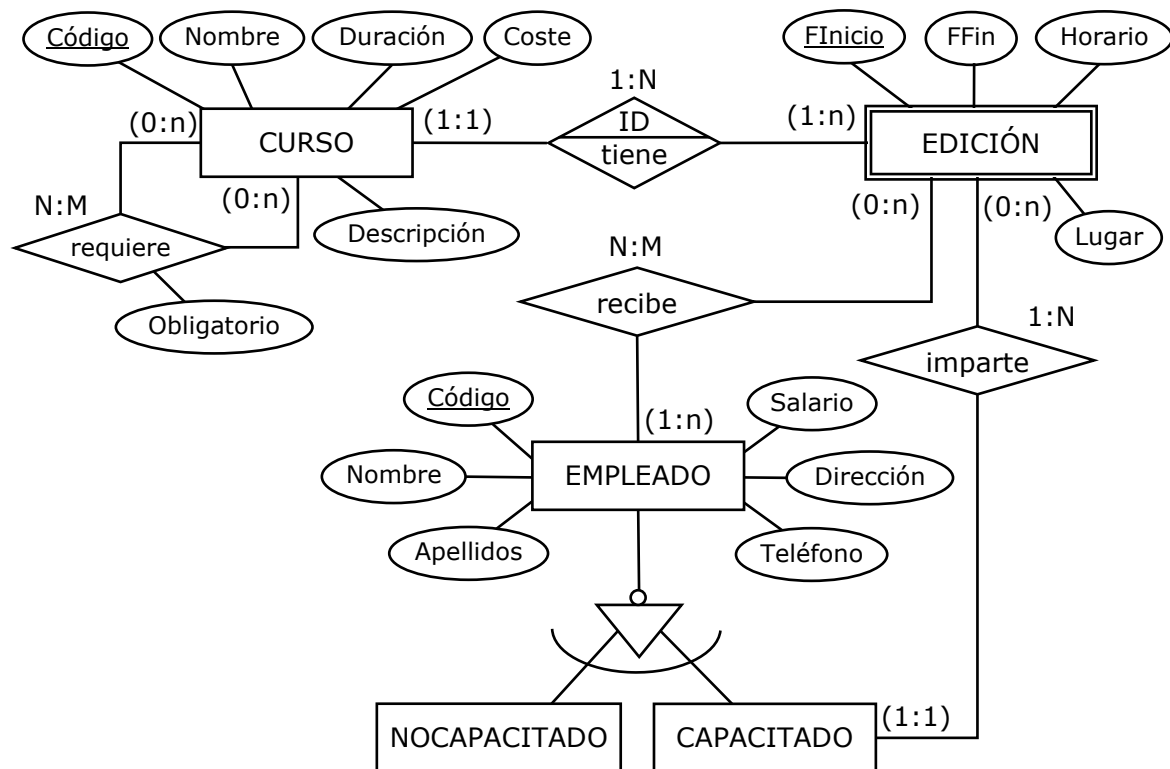 Código
Nombre
Duración
Coste
FInicio
FFin
Horario
1:N
(0:n)
CURSO
(1:1)
ID
tiene
(1:n)
EDICIÓN
N:M
(0:n)
(0:n)
(0:n)
requiere
Descripción
Lugar
N:M
recibe
Obligatorio
1:N
imparte
Código
Salario
(1:n)
Nombre
EMPLEADO
Dirección
Apellidos
Teléfono
NOCAPACITADO
CAPACITADO
(1:1)